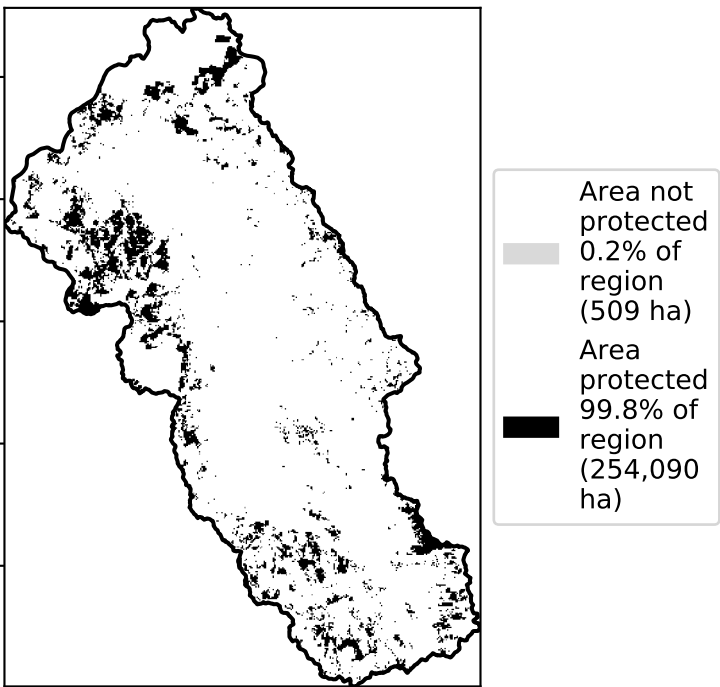 Area not
protected
0.2% of
region
(509 ha)
Area
protected
99.8% of
region
(254,090
ha)